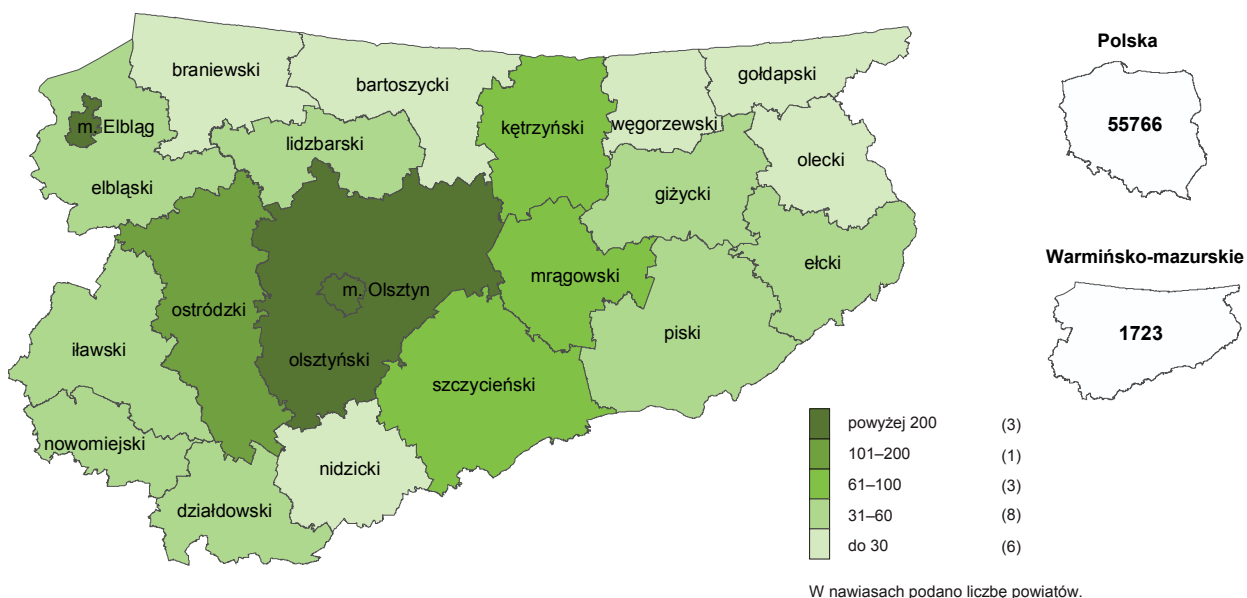 braniewski
bartoszycki
gołdapski
kętrzyński
węgorzewski
m. Elbląg
lidzbarski
olecki
elbląski
giżycki
ełcki
mrągowski
m. Olsztyn
ostródzki
iławski
olsztyński
piski
szczycieński
nowomiejski
nidzicki
działdowski
Polska
55766
Warmińsko-mazurskie
1723
powyżej 200 (3)
101–200 (1)
61–100 (3)
31–60 (8)
do 30 (6)
W nawiasach podano liczbę powiatów.